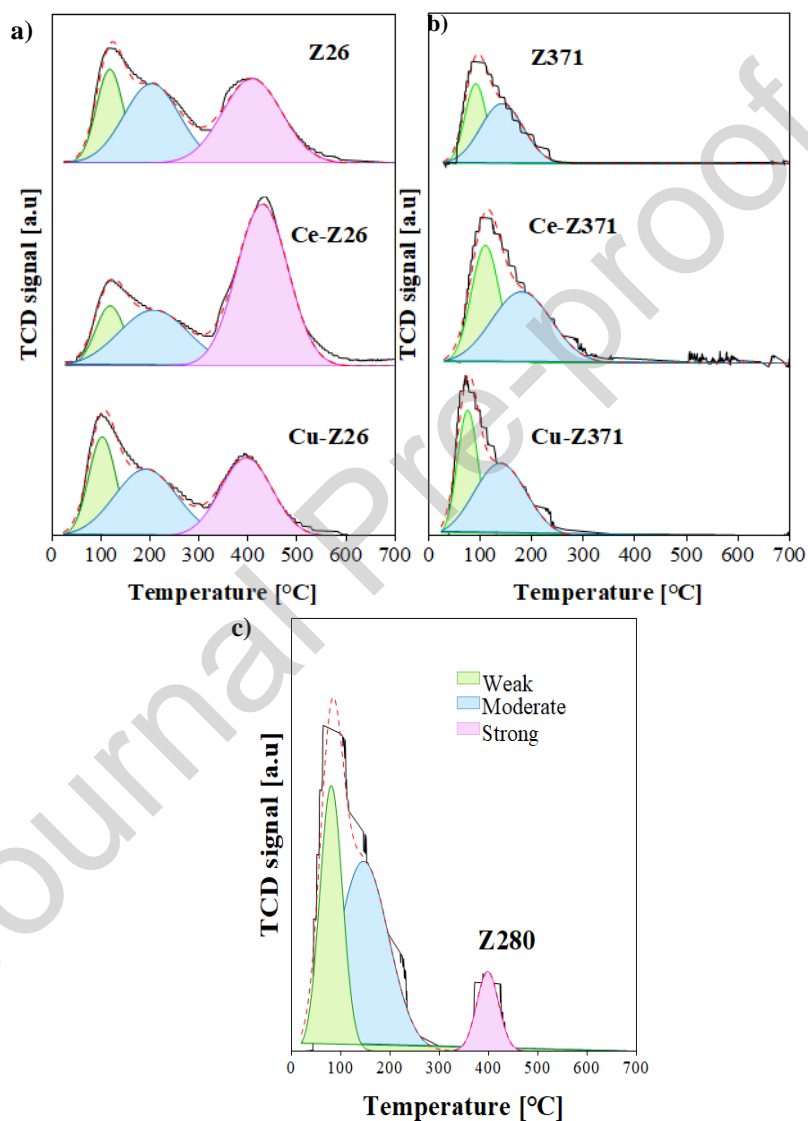 a)
Z26
Ce-Z26
Cu-Z26
TCD signal [a.u]
0 100 200 300 400 500 600 700
Temperature [°C]
b)
Z371
Ce-Z371
Cu-Z371
TCD signal [a.u]
0 100 200 300 400 500 600 700
Temperature [°C]
c)
Weak
Moderate
Strong
Z280
TCD signal [a.u]
0 100 200 300 400 500 600 700
Temperature [°C]
ournal Pre-proof